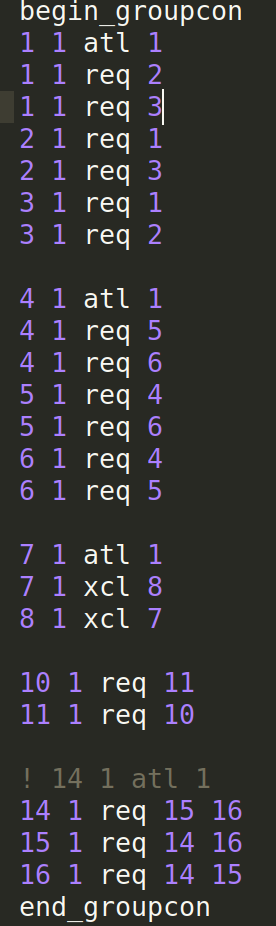 begin_groupcon
1 1 atl 1
1 1 req 2
1 1 req 3
2 1 req 1
2 1 req 3
3 1 req 1
3 1 req 2
4 1 atl 1
4 1 req 5
4 1 req 6
5 1 req 4
5 1 req 6
6 1 req 4
6 1 req 5
7 1 atl 1
7 1 xcl 8
8 1 xcl 7
10 1 req 11
11 1 req 10
! 14 1 atl 1
14 1 req 15 16
15 1 req 14 16
16 1 req 14 15
end_groupcon